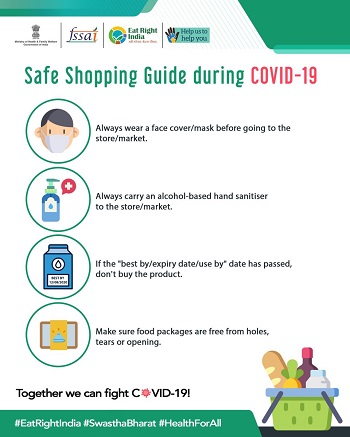 Ministry of Health & Family Welfare
Government of India
fssai
Eat Right
India
Help us to
help you
Safe Shopping Guide during COVID-19
Always wear a face cover/mask before going to the
store/market.
Always carry an alcohol-based hand sanitiser
to the store/market.
BEST BY
12/06/2020
If the "best by/expiry date/use by" date has passed,
don't buy the product.
Make sure food packages are free from holes,
tears or opening.
Together we can fight COVID-19!
#EatRightIndia #SwasthaBharat #HealthForAll